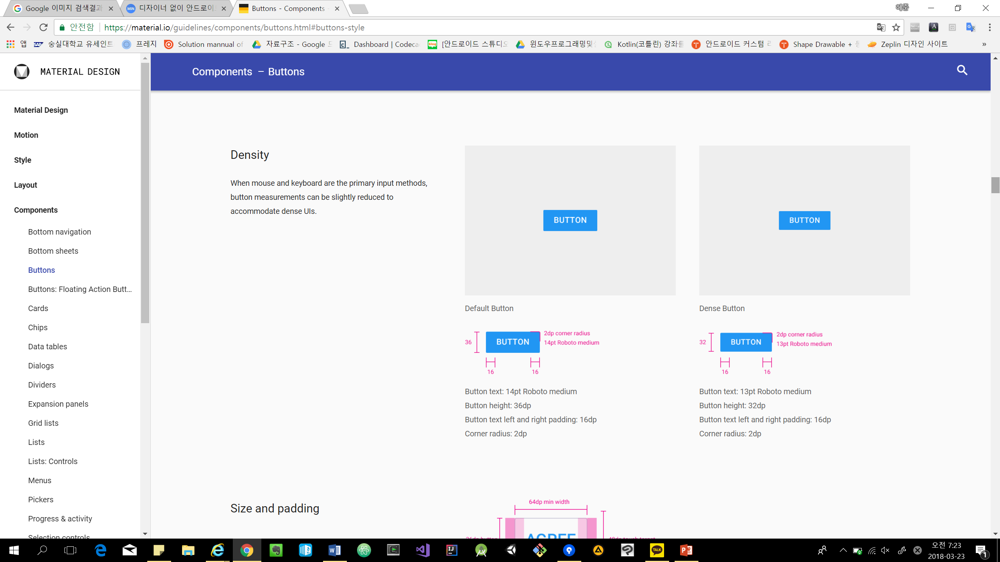 Google 이미지 검색결과
MIN 디자이너 없이 안드로이드
Buttons - Components -
혜준
안전함
https://material.io/guidelines/components/buttons.html#buttons-style
앱
SAP 숭실대학교 유세인트
프레지
Solution mannual of
자료구조 - Google 드
Dashboard | Codeca
[안드로이드 스튜디오
윈도우프로그래밍및
Kotlin(코틀린) 강좌를
안드로이드 커스텀
Shape Drawable +
Zeplin 디자인 사이트
»
MATERIAL DESIGN
Components – Buttons
Material Design
Motion
Style
Layout
Components
Bottom navigation
Bottom sheets
Buttons
Buttons: Floating Action Butt...
Cards
Chips
Data tables
Dialogs
Dividers
Expansion panels
Grid lists
Lists
Lists: Controls
Menus
Pickers
Progress & activity
Selection controls
Density
When mouse and keyboard are the primary input methods,
button measurements can be slightly reduced to
accommodate dense UIs.
BUTTON
Default Button
36
BUTTON
2dp corner radius
14pt Roboto medium
16 16
Button text: 14pt Roboto medium
Button height: 36dp
Button text left and right padding: 16dp
Corner radius: 2dp
BUTTON
Dense Button
32
BUTTON
2dp corner radius
13pt Roboto medium
16 16
Button text: 13pt Roboto medium
Button height: 32dp
Button text left and right padding: 16dp
Corner radius: 2dp
Size and padding
64dp min width
AGREE
36dp button
48dp touch target
IJ
TALK
오전 7:23
2018-03-23
1